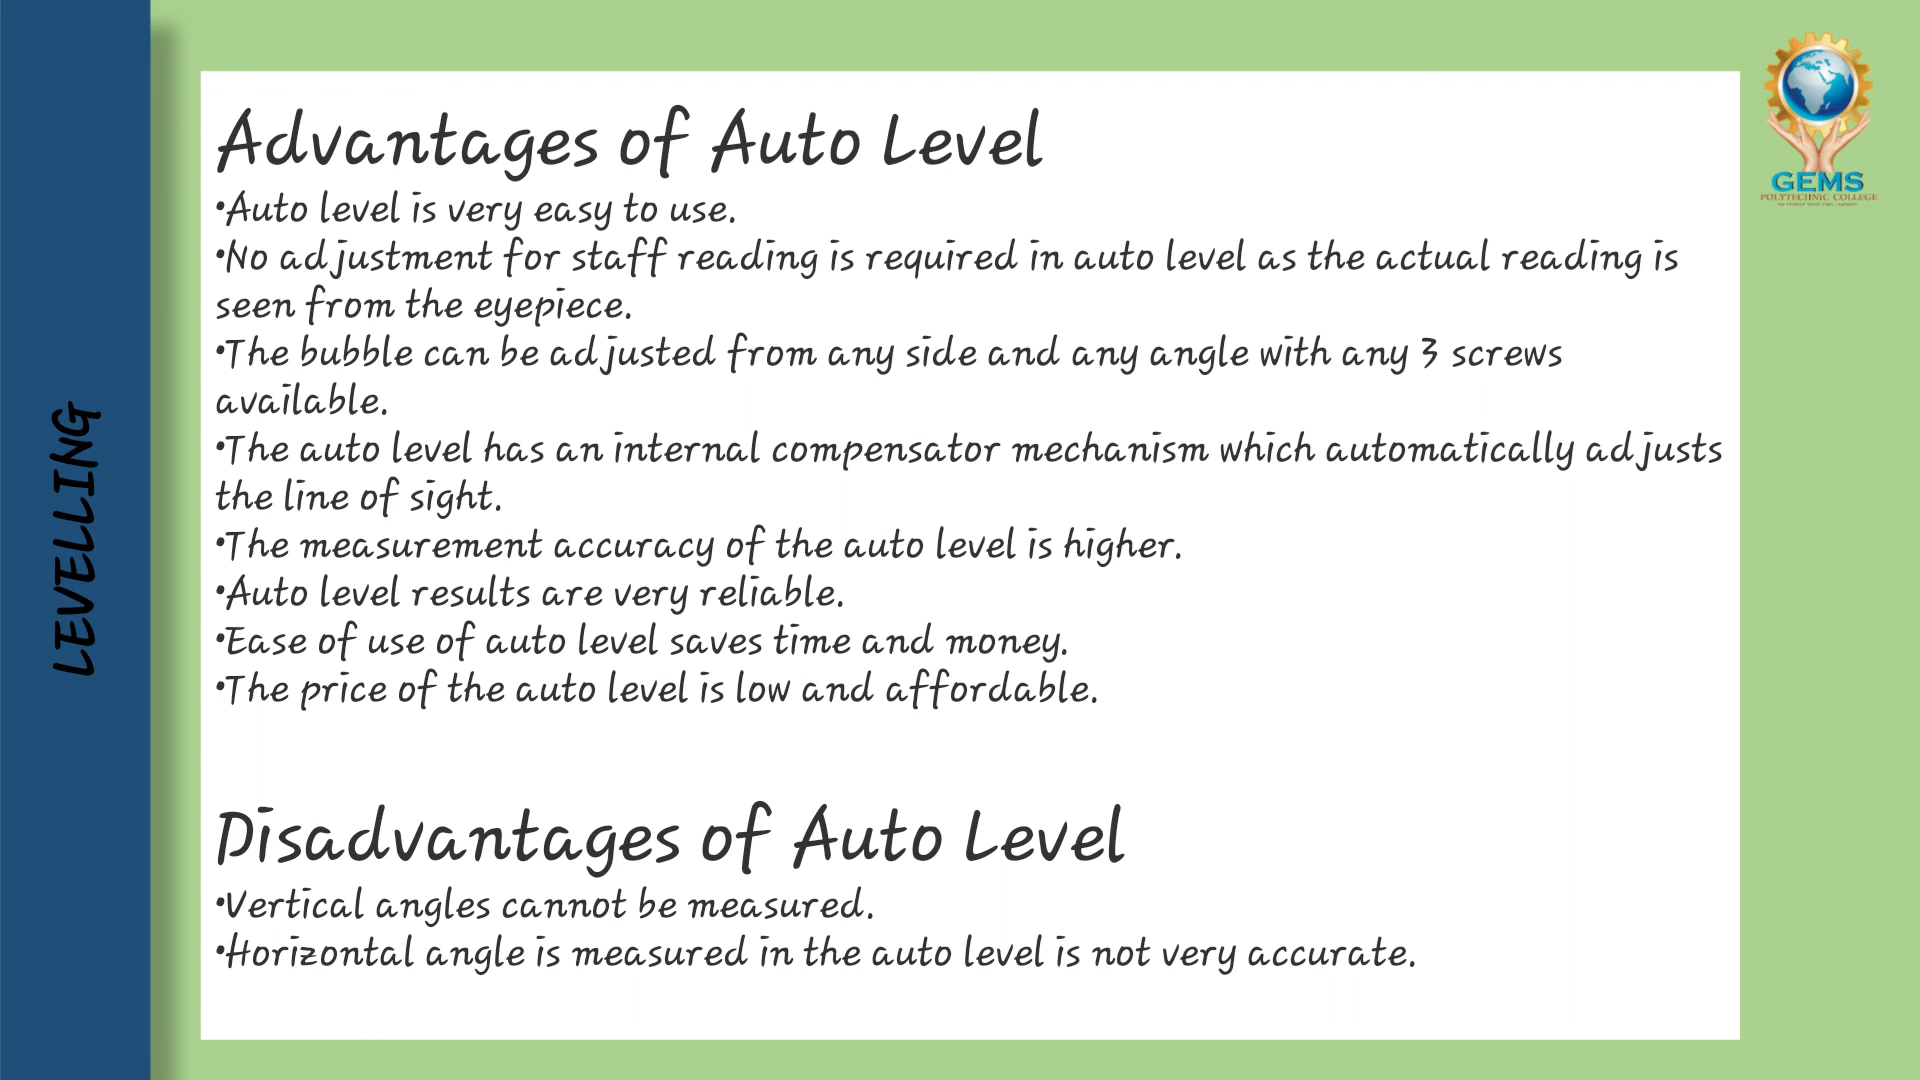 LEVELLING
Advantages of Auto Level
•Auto level is very easy to use.
•No adjustment for staff reading is required in auto level as the actual reading is
seen from the eyepiece.
•The bubble can be adjusted from any side and any angle with any 3 screws
available.
•The auto level has an internal compensator mechanism which automatically adjusts
the line of sight.
•The measurement accuracy of the auto level is higher.
•Auto level results are very reliable.
•Ease of use of auto level saves time and money.
•The price of the auto level is low and affordable.
Disadvantages of Auto Level
•Vertical angles cannot be measured.
•Horizontal angle is measured in the auto level is not very accurate.
GEMS
POLYTECHNIC COLLEGE